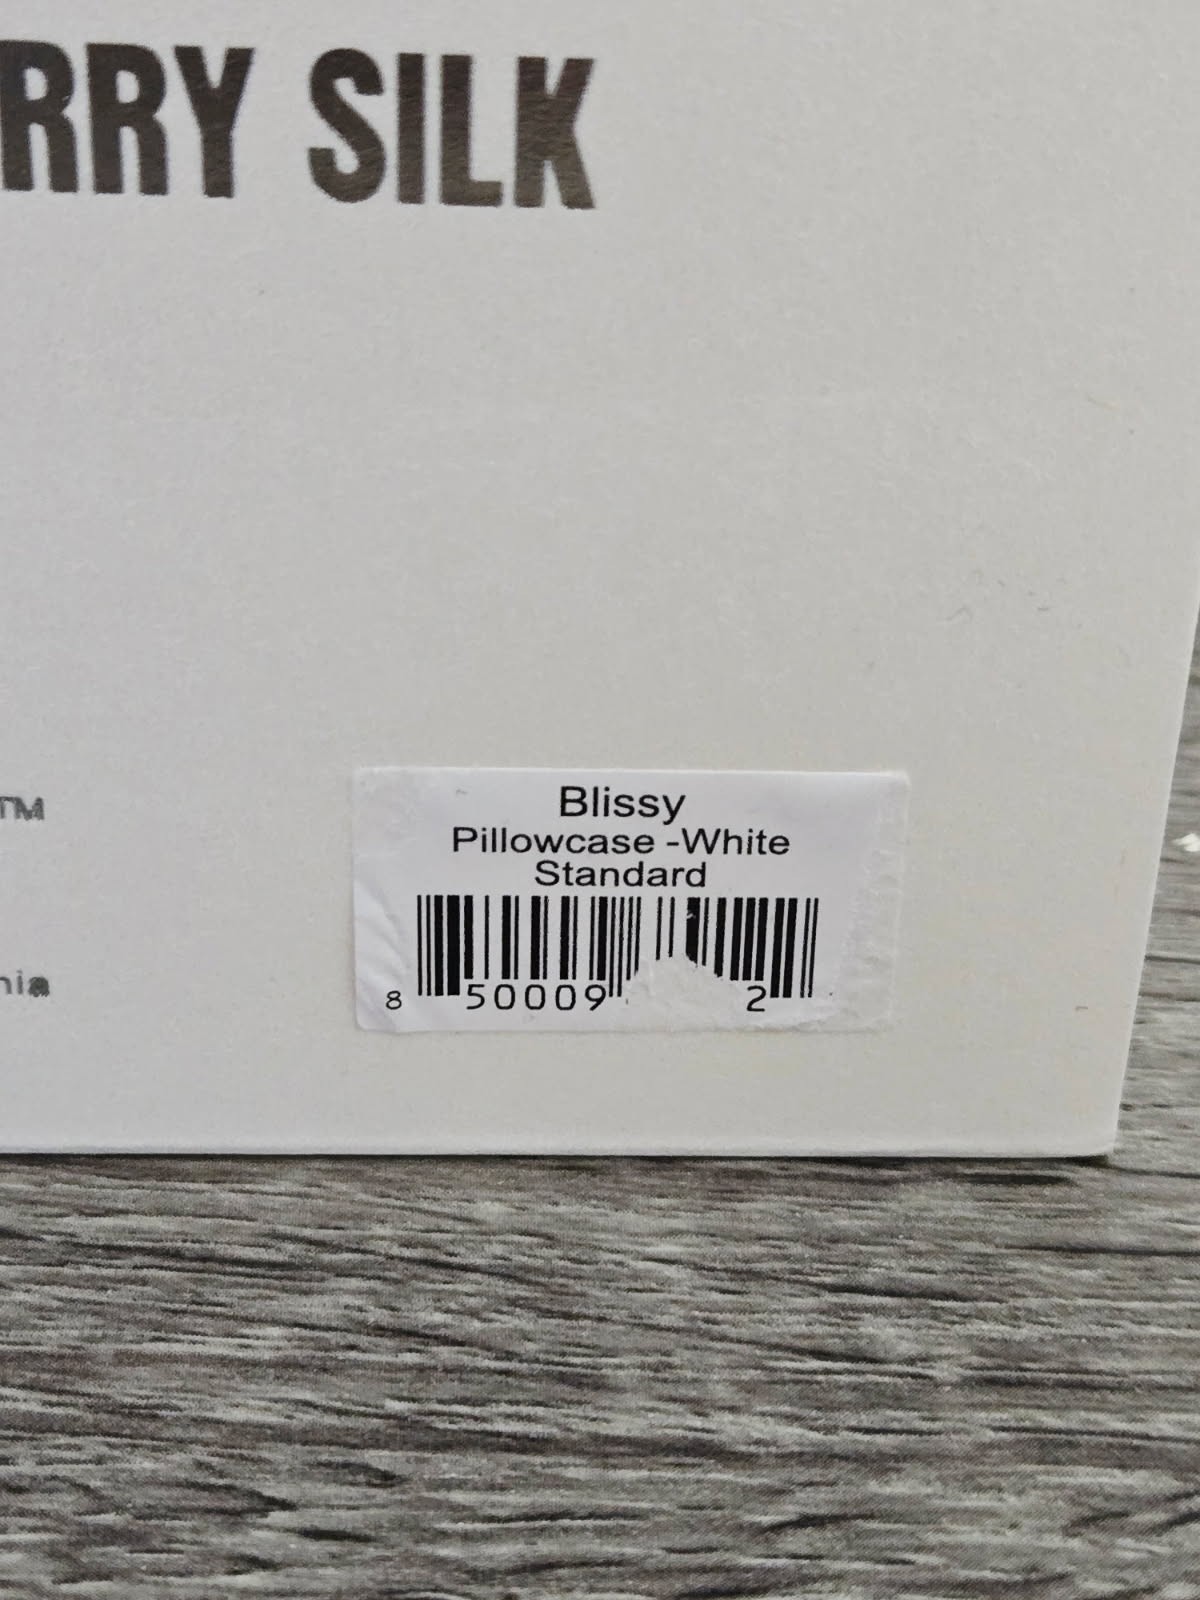 RRY SILK
TM
nia
Blissy
Pillowcase -White
Standard
8 50009 2